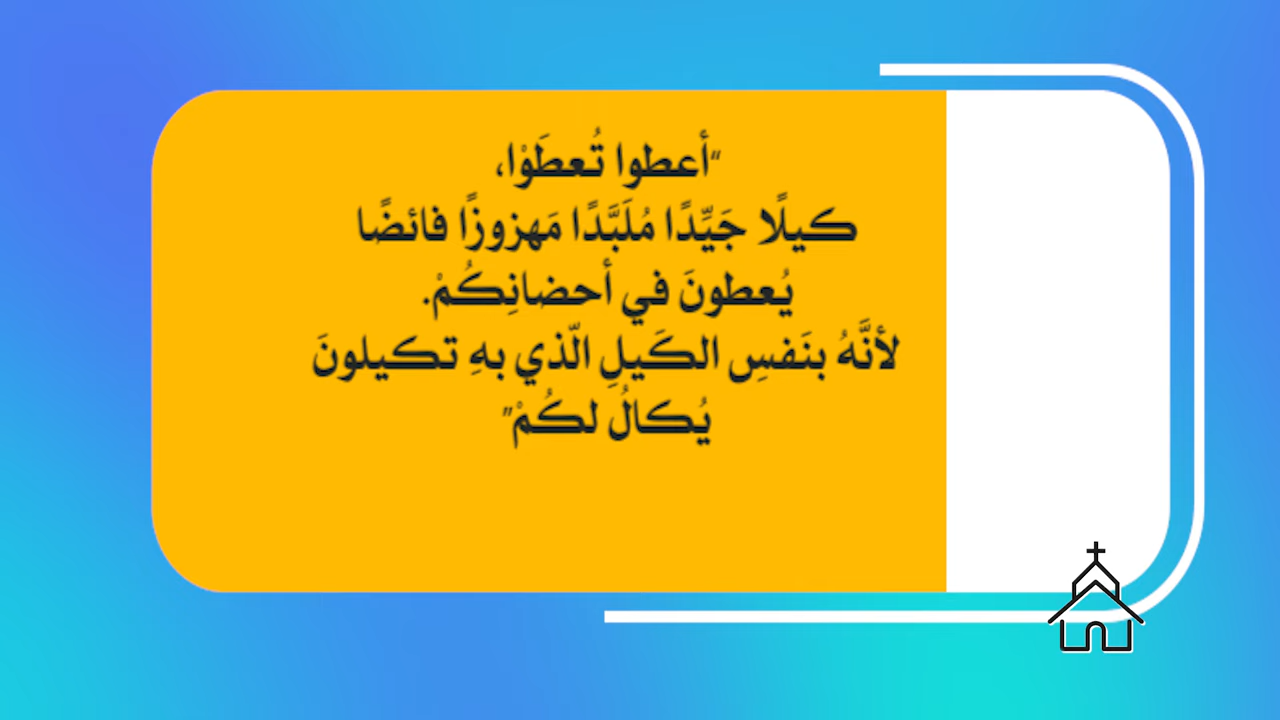 "أعطوا تُعطَوْا،
كيلًا جَيِّدًا مُلَبَّدًا مَهزوزًا فائضًا
يُعطونَ في أحضانِكُمْ.
لأنَّهُ بنَفسِ الكَيلِ الّذي بهِ تكيلونَ
يُكالُ لكُمْ"